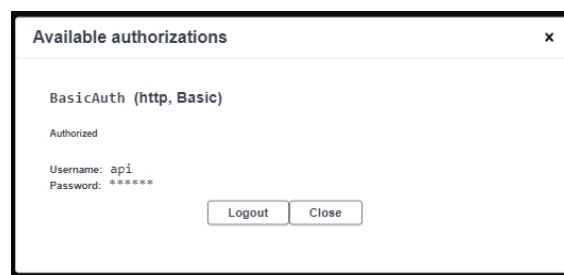 Available authorizations ×
BasicAuth (http, Basic)
Authorized
Username: api
Password: ******
Logout Close